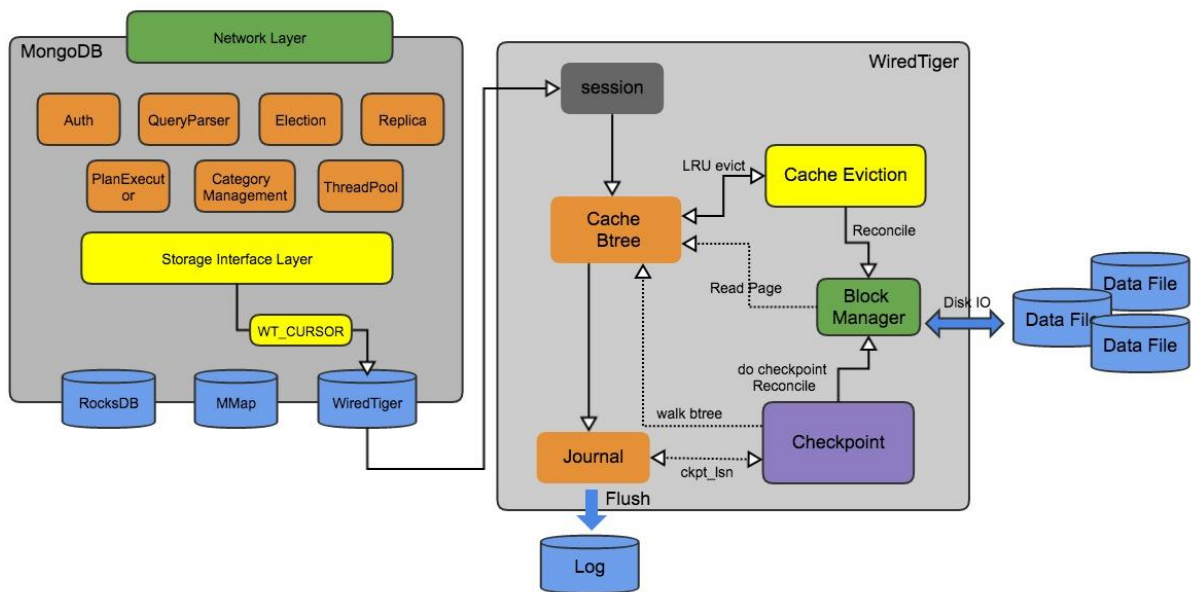 Network Layer
MongoDB
Auth
QueryParser
Election
Replica
PlanExecut
or
Category
Management
ThreadPool
Storage Interface Layer
WT_CURSOR
RocksDB
MMap
WiredTiger
WiredTiger
session
LRU evict
Cache Eviction
Cache
Btree
Reconcile
Read Page
Block
Manager
Disk IO
Data File
Data File
Data File
do checkpoint
Reconcile
walk btree
Checkpoint
Journal
ckpt_lsn
Flush
Log